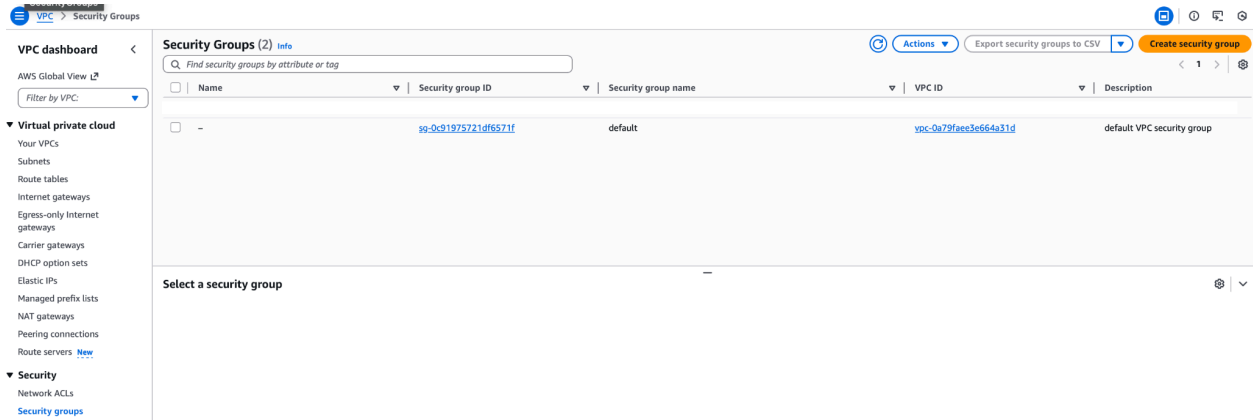 Security Groups
VPC > Security Groups
VPC dashboard
AWS Global View
Filter by VPC:
Virtual private cloud
Your VPCs
Subnets
Route tables
Internet gateways
Egress-only Internet
gateways
Carrier gateways
DHCP option sets
Elastic IPs
Managed prefix lists
NAT gateways
Peering connections
Route servers New
Security
Network ACLs
Security groups
Security Groups (2) Info
Actions
Export security groups to CSV
Create security group
Find security groups by attribute or tag
1
Name
Security group ID
Security group name
VPC ID
Description
–
sg-0c91975721df6571f
default
vpc-0a79faee3e664a31d
default VPC security group
Select a security group